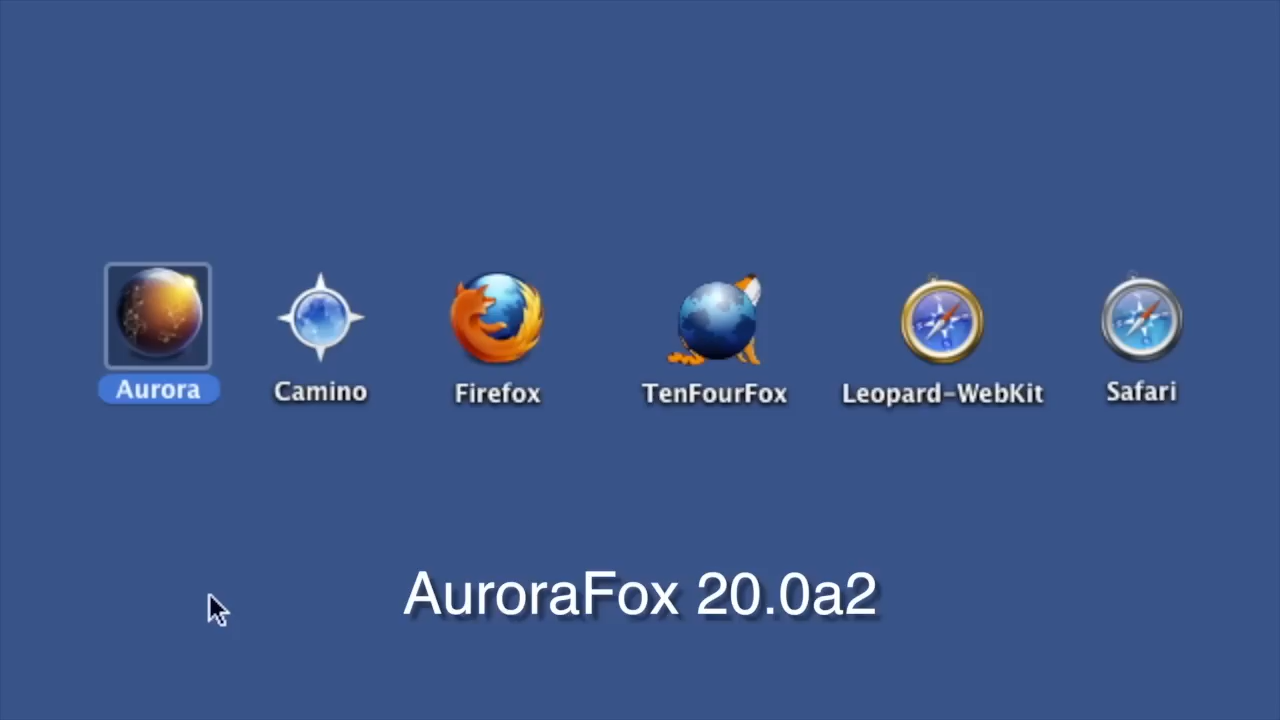 Aurora
Camino
Firefox
TenFourFox
Leopard-WebKit
Safari
AuroraFox 20.0a2